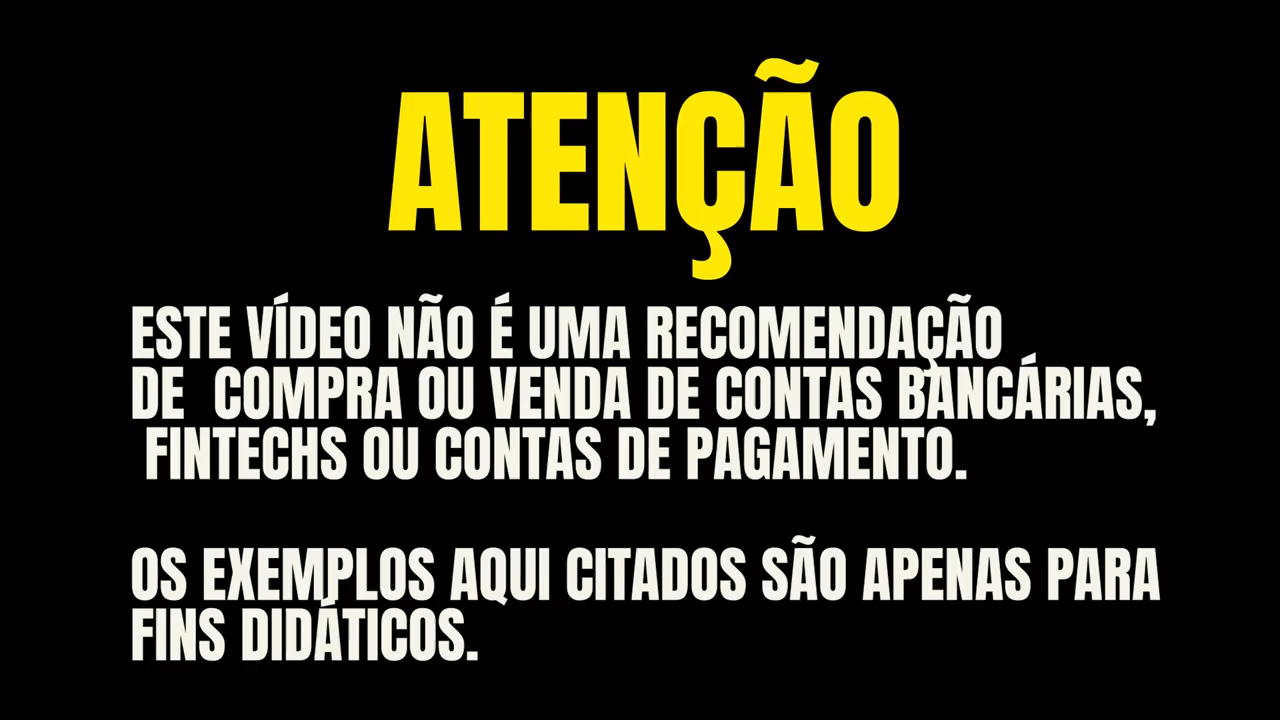 ATENÇÃO
ESTE VÍDEO NÃO É UMA RECOMENDAÇÃO
DE COMPRA OU VENDA DE CONTAS BANCÁRIAS,
FINTECHS OU CONTAS DE PAGAMENTO.
OS EXEMPLOS AQUI CITADOS SÃO APENAS PARA
FINS DIDÁTICOS.